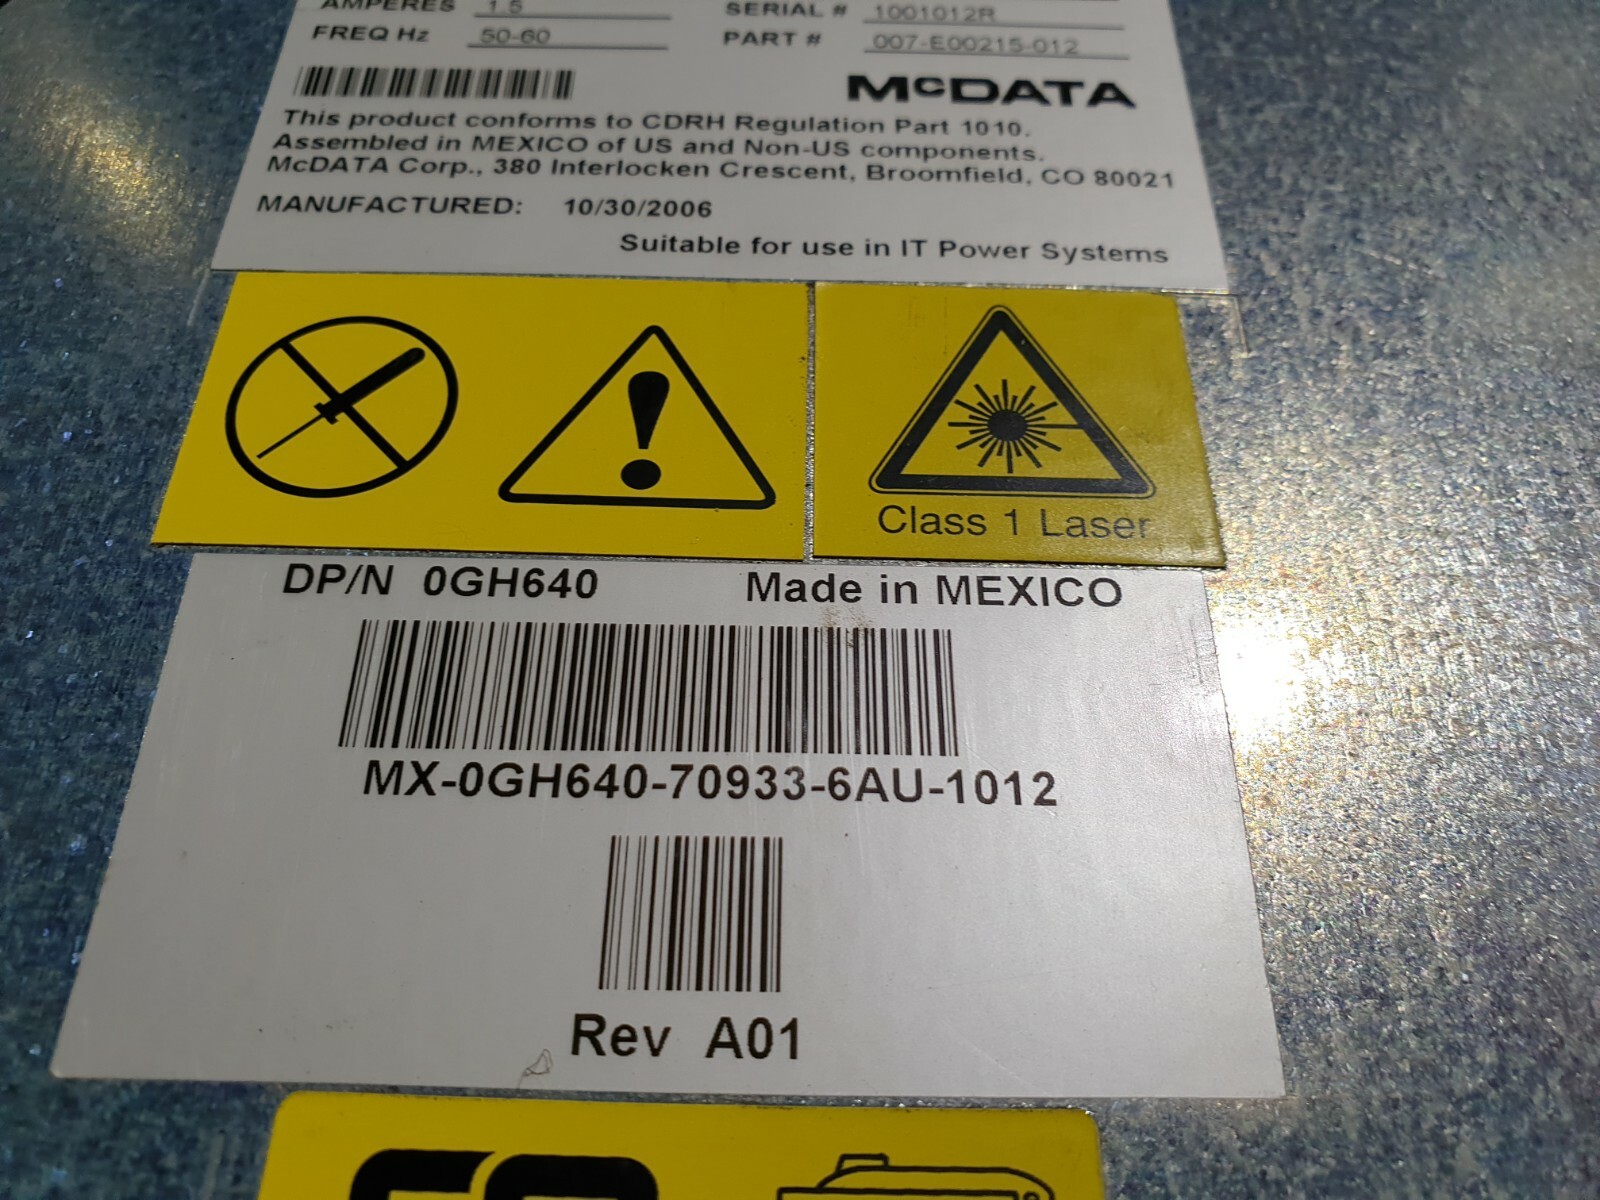 AMPERES 1.5 SERIAL # 1001012R
FREQ Hz 50-60 PART # 007-E00215-012
McDATA
This product conforms to CDRH Regulation Part 1010.
Assembled in MEXICO of US and Non-US components.
McDATA Corp., 380 Interlocken Crescent, Broomfield, CO 80021
MANUFACTURED: 10/30/2006
Suitable for use in IT Power Systems
Class 1 Laser
DP/N 0GH640 Made in MEXICO
MX-0GH640-70933-6AU-1012
Rev A01